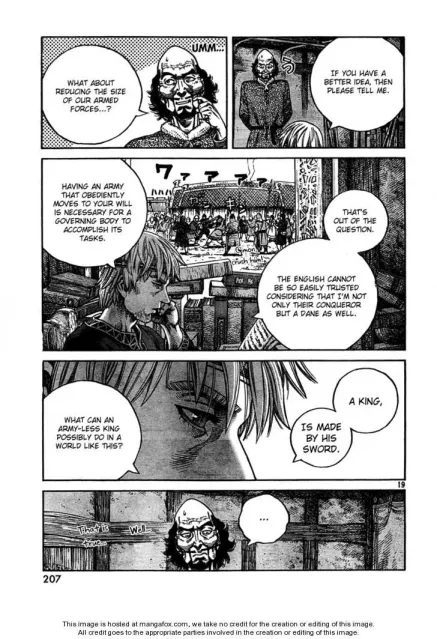 IF YOU HAVE A
BETTER IDEA, THEN
PLEASE TELL ME.
UMM...
WHAT ABOUT
REDUCING THE SIZE
OF OUR ARMED
FORCES...?
THAT'S
OUT OF THE
QUESTION.
THE ENGLISH CANNOT
BE SO EASILY TRUSTED
CONSIDERING THAT I'M NOT
ONLY THEIR CONQUEROR
BUT A DANE AS WELL.
HAVING AN ARMY
THAT OBEDIENTLY
MOVES TO YOUR WILL
IS NECESSARY FOR A
GOVERNING BODY TO
ACCOMPLISH ITS
TASKS.
A KING,
IS MADE
BY HIS
SWORD.
WHAT CAN AN
ARMY-LESS KING
POSSIBLY DO IN A
WORLD LIKE THIS?
19
...
Well...
That is
true...
207
This image is hosted at mangafox.com, we take no credit for the creation or editing of this image.
All credit goes to the appropriate parties involved in the creation or editing of this image.